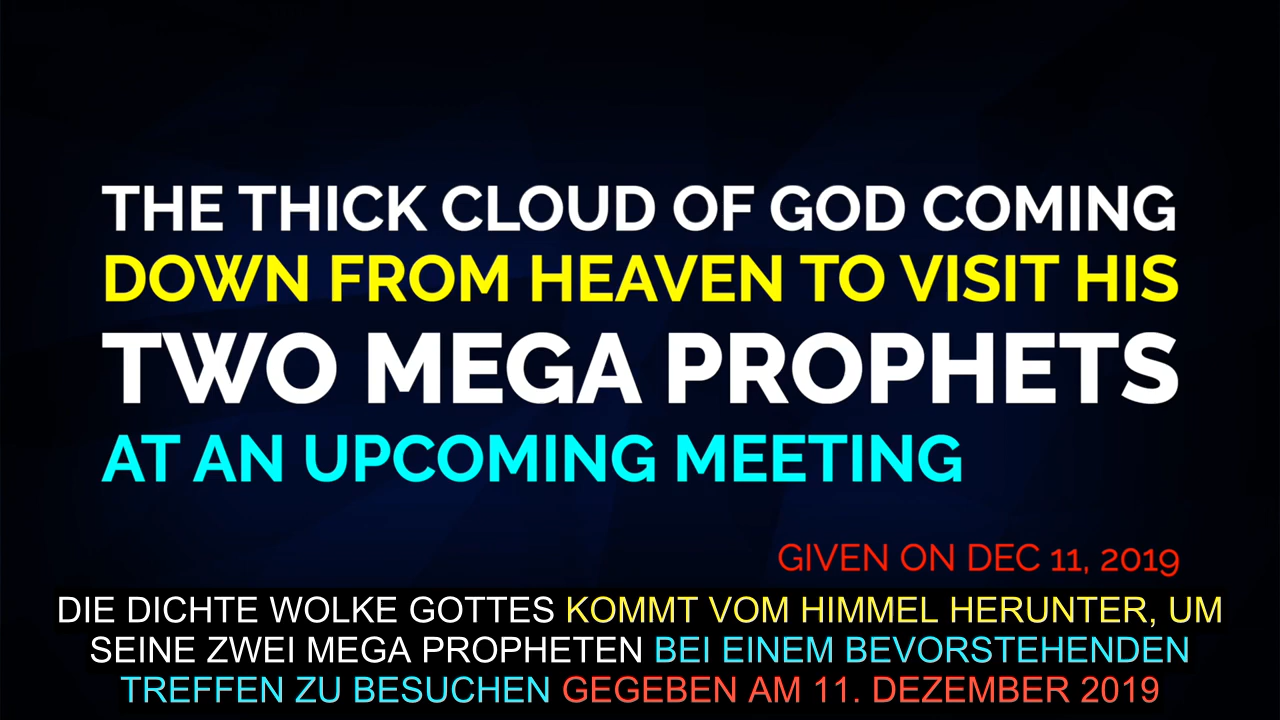 THE THICK CLOUD OF GOD COMING
DOWN FROM HEAVEN TO VISIT HIS
TWO MEGA PROPHETS
AT AN UPCOMING MEETING
GIVEN ON DEC 11, 2019
DIE DICHTE WOLKE GOTTES KOMMT VOM HIMMEL HERUNTER, UM
SEINE ZWEI MEGA PROPHETEN BEI EINEM BEVORSTEHENDEN
TREFFEN ZU BESUCHEN GEGEBEN AM 11. DEZEMBER 2019